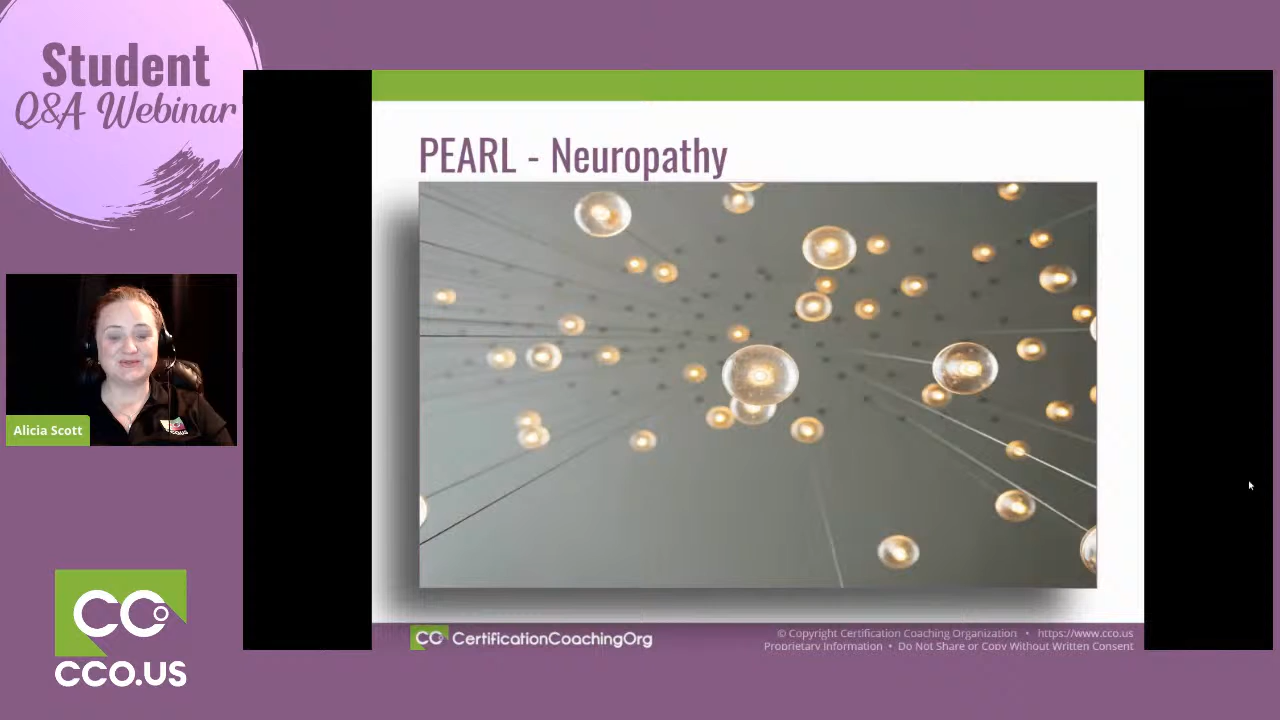 Student
Q&A Webinar
PEARL - Neuropathy
Alicia Scott
CCO
CCO.US
CC
CertificationCoachingOrg
© Copyright Certification Coaching Organization • https://www.cco.us
Proprietary Information • Do Not Share or Copy Without Written Consent